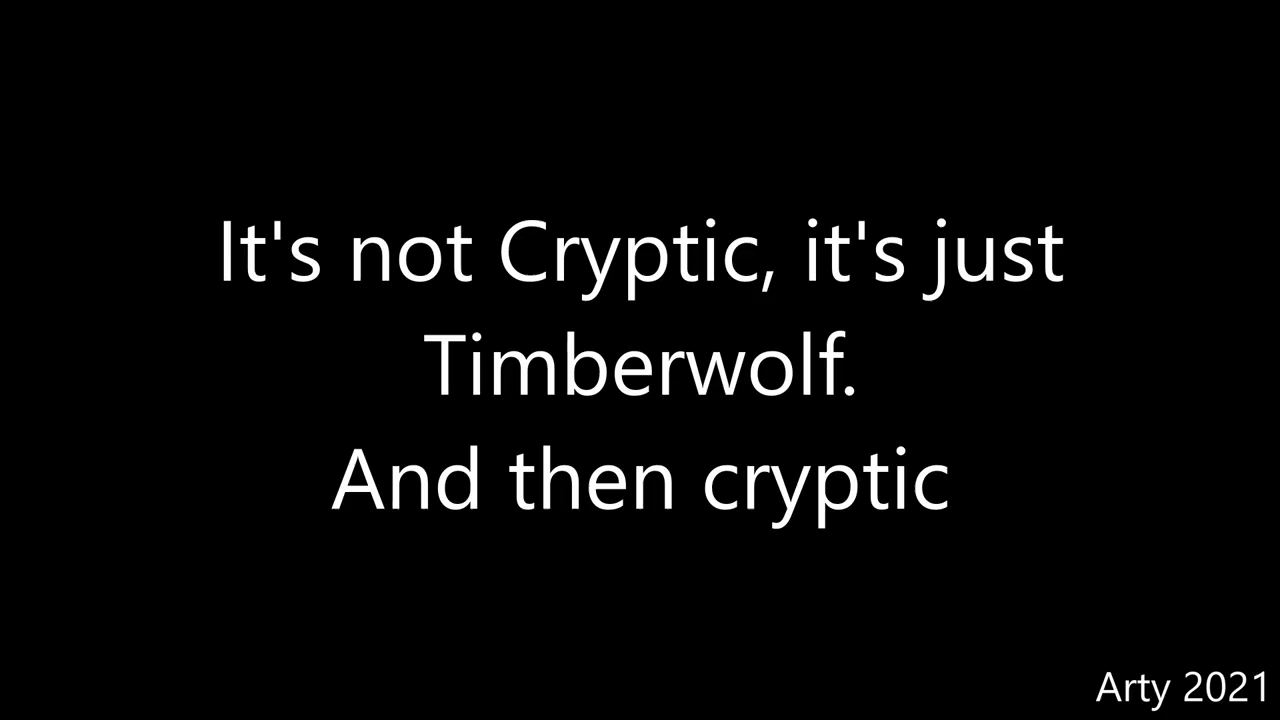 It's not Cryptic, it's just
Timberwolf.
And then cryptic
Arty 2021